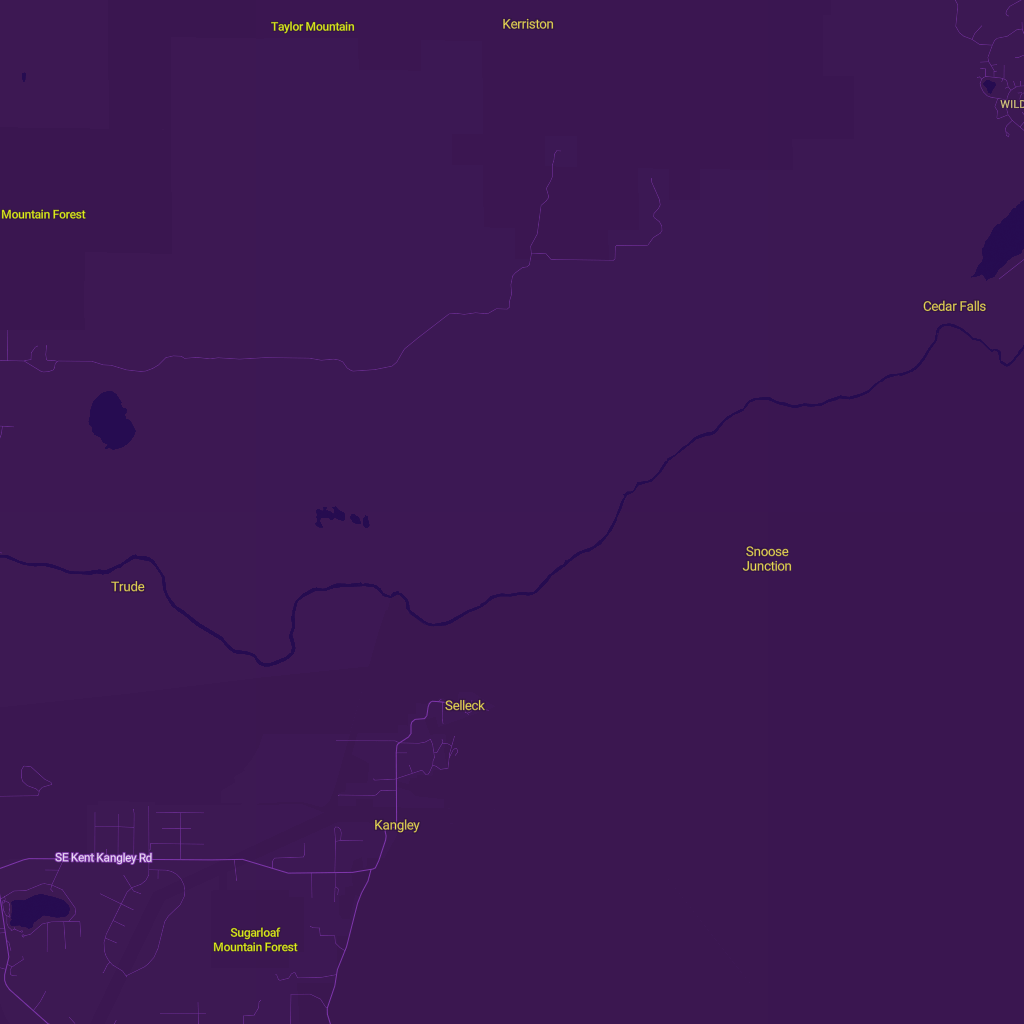 Taylor Mountain
Kerriston
WILD
Mountain Forest
Cedar Falls
Snoose
Junction
Trude
Selleck
Kangley
SE Kent Kangley Rd
Sugarloaf
Mountain Forest